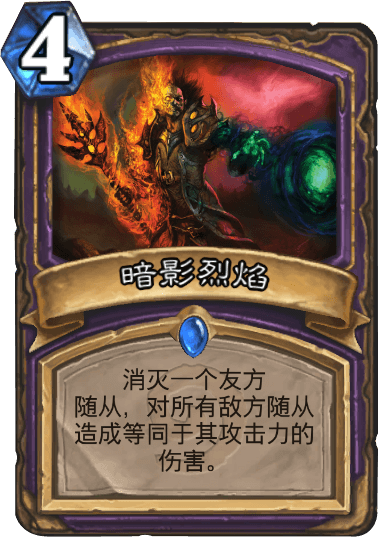 4
暗影烈焰
消灭一个友方
随从，对所有敌方随从
造成等同于其攻击力的
伤害。